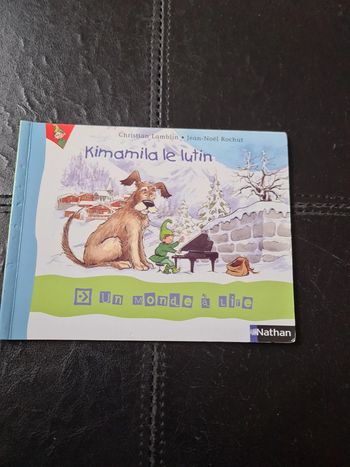 Christian Lamblin • Jean-Noël Rochut
Kimamila le lutin
Un monde à lire
Nathan